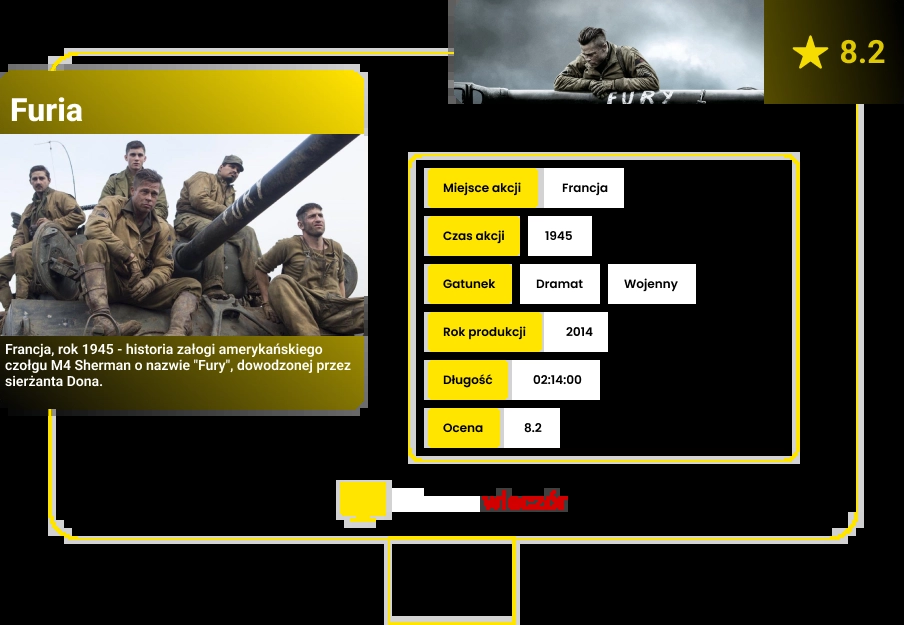 8.2
Furia
FURY
FURY
Francja, rok 1945 - historia załogi amerykańskiego
czołgu M4 Sherman o nazwie "Fury", dowodzonej przez
sierżanta Dona.
Miejsce akcji Francja
Czas akcji 1945
Gatunek Dramat Wojenny
Rok produkcji 2014
Długość 02:14:00
Ocena 8.2
wieczór